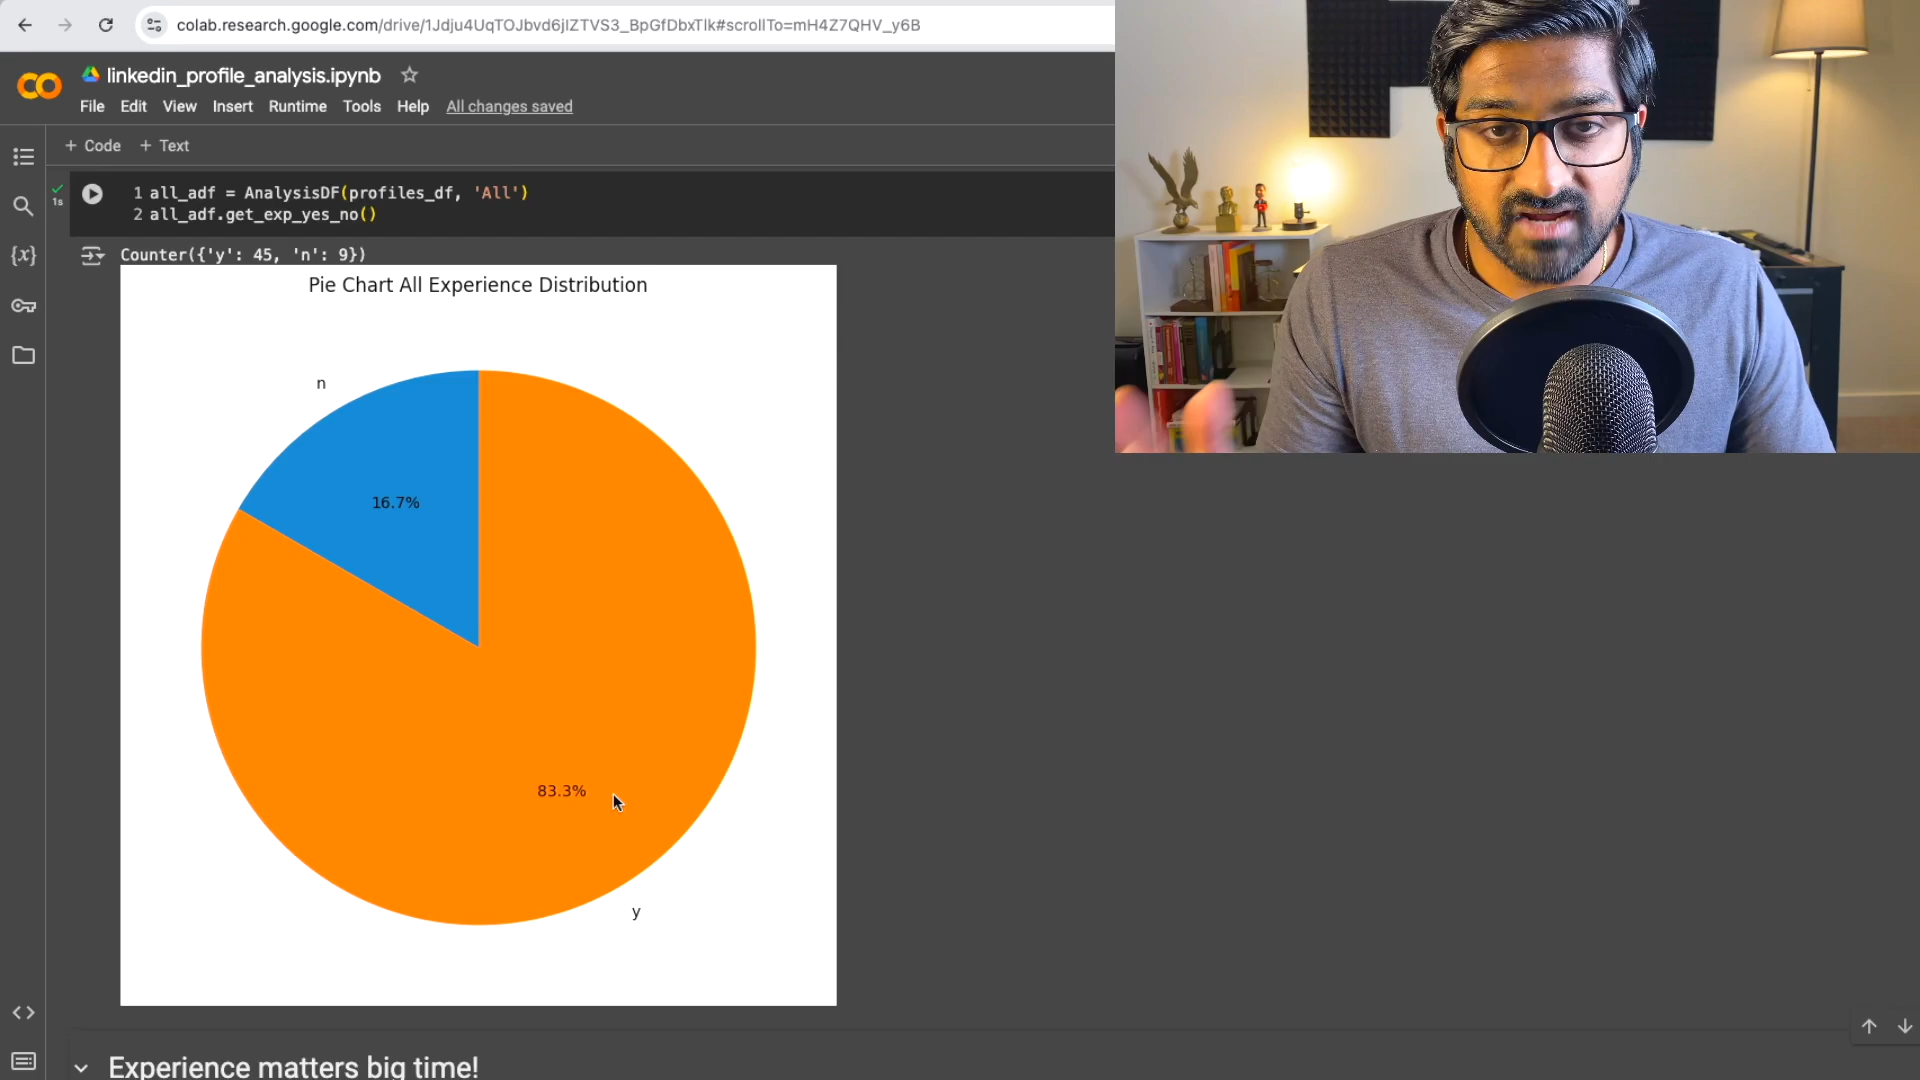 colab.research.google.com/drive/1Jdju4UqTOJbvd6jIZTVS3_BpGfDbxTIk#scrollTo=mH4Z7QHV_y6B
linkedin_profile_analysis.ipynb
File Edit View Insert Runtime Tools Help All changes saved
+ Code + Text
1s
1 all_adf = AnalysisDF(profiles_df, 'All')
2 all_adf.get_exp_yes_no()
Counter({'y': 45, 'n': 9})
Pie Chart All Experience Distribution
n
16.7%
83.3%
y
Experience matters big time!